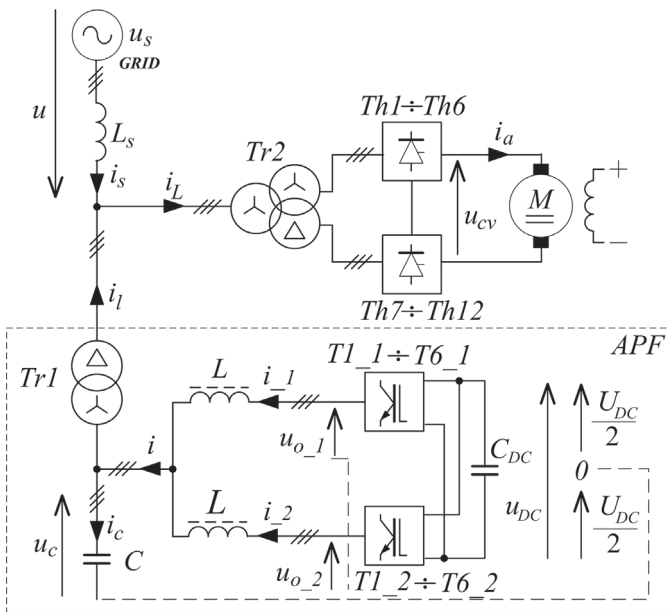 u_s
GRID
u
L_s
i_s
i_L
Tr2
Th1÷Th6
i_a
u_cv
M
+
−
Th7÷Th12
i_l
APF
Tr1
T1_1÷T6_1
L
i_1
u_o_1
i
C_DC
u_DC
U_DC
2
0
U_DC
2
L
i_2
u_o_2
T1_2÷T6_2
u_c
i_c
C